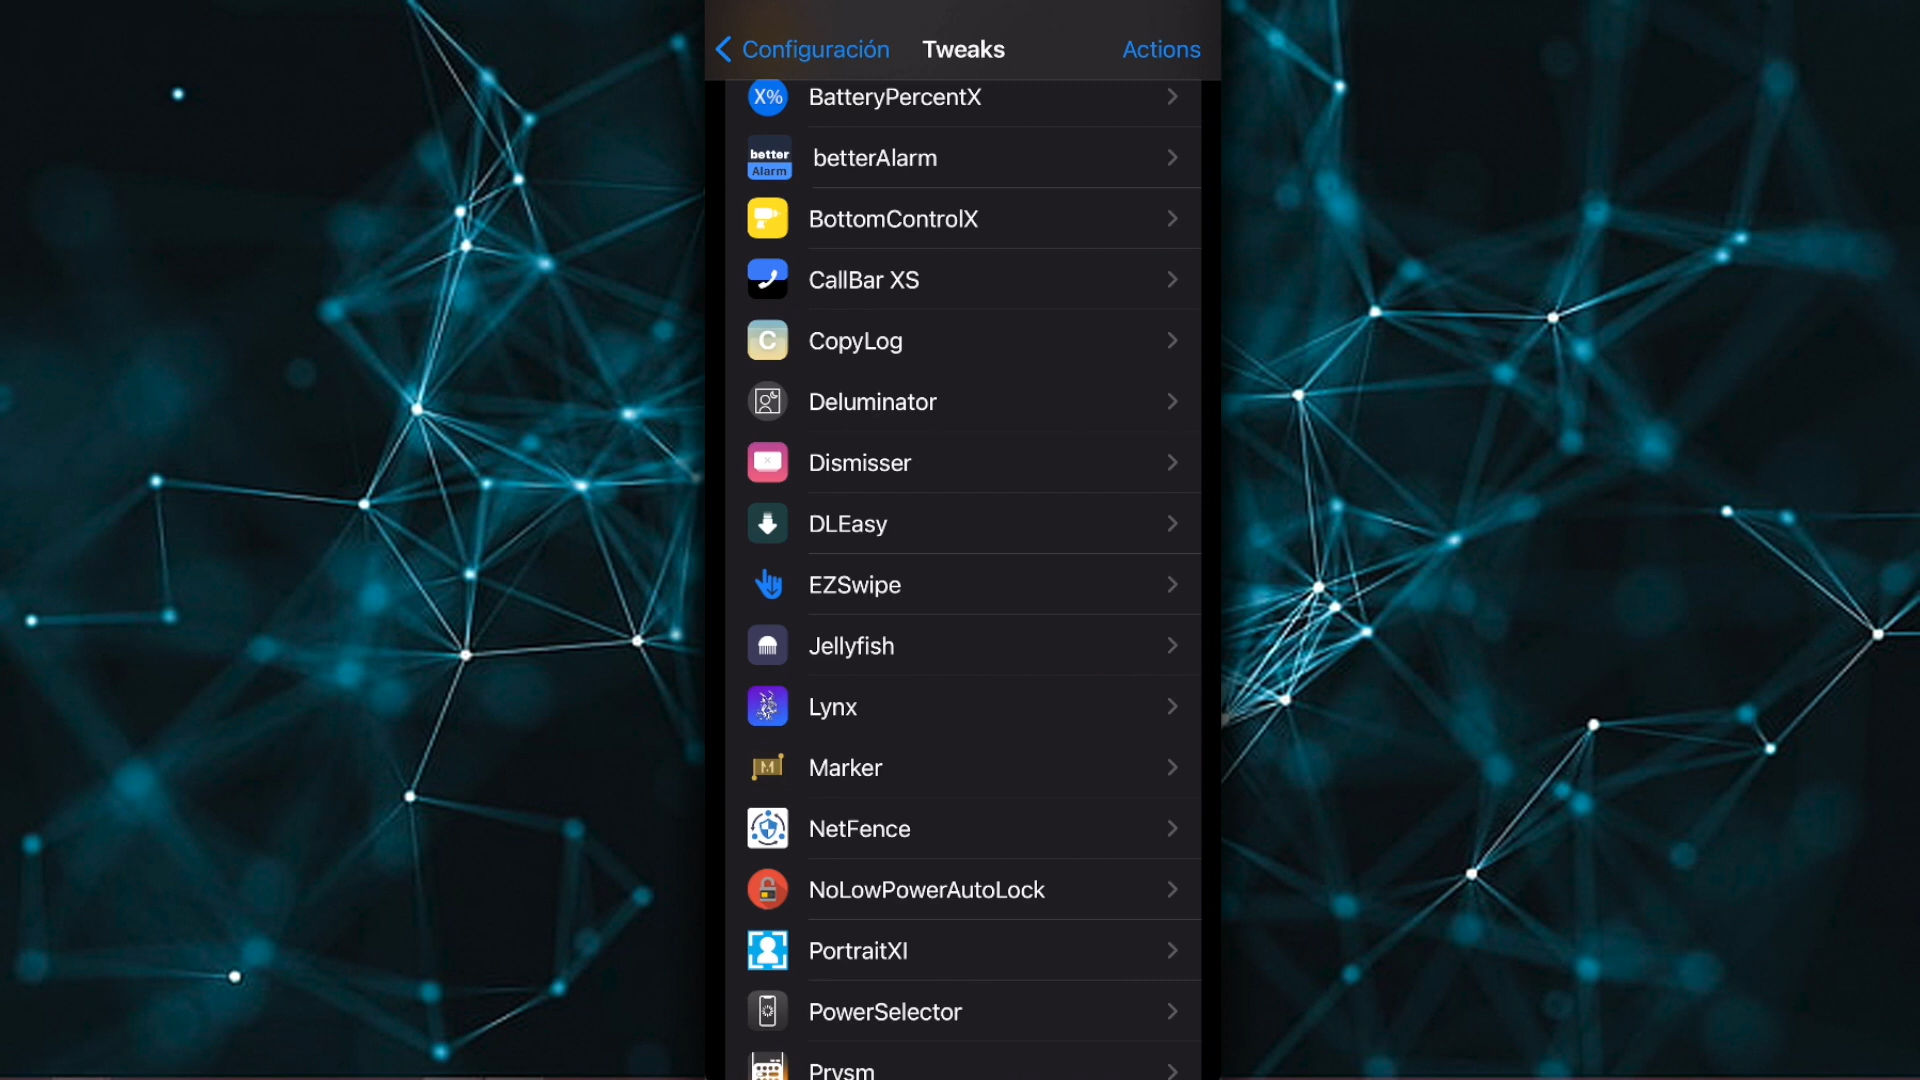 Configuración Tweaks Actions
X% BatteryPercentX
better Alarm betterAlarm
BottomControlX
CallBar XS
C CopyLog
Deluminator
Dismisser
DLEasy
EZSwipe
Jellyfish
Lynx
M Marker
NetFence
NoLowPowerAutoLock
PortraitXI
PowerSelector
Prysm